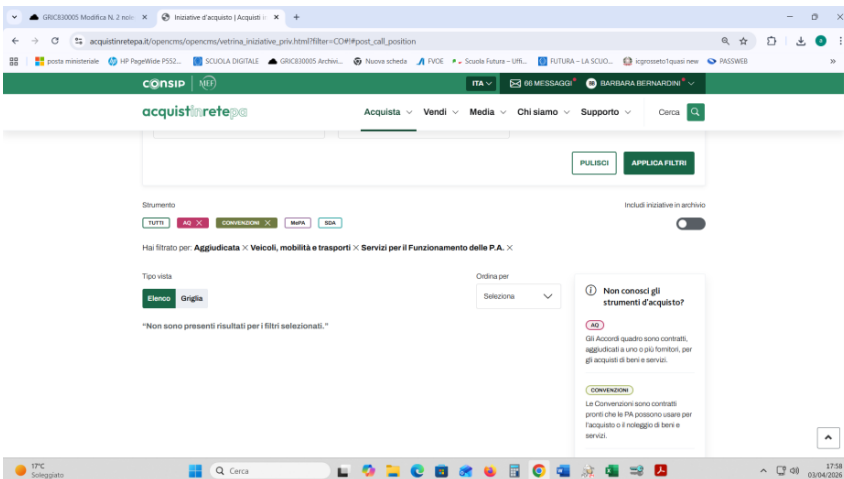 GRIC830005 Modifica N. 2 nole
Iniziative d'acquisto | Acquisti in
acquistinretepa.it/opencms/opencms/vetrina_iniziative_priv.html?filter=CO#!#post_call_position
posta ministeriale HP PageWide P552... SCUOLA DIGITALE GRIC830005 Archivi... Nuova scheda FVOE Scuola Futura - Uffi... FUTURA – LA SCUO... icgrosseto1quasi new PASSWEB »
consip MEF ITA 66 MESSAGGI BARBARA BERNARDINI
acquistinretepa Acquista Vendi Media Chi siamo Supporto Cerca
PULISCI APPLICA FILTRI
Strumento Includi iniziative in archivio
TUTTI AQ CONVENZIONI MePA SDA
Hai filtrato per: Aggiudicata × Veicoli, mobilità e trasporti × Servizi per il Funzionamento delle P.A. ×
Tipo vista Ordina per
Elenco Griglia Seleziona
"Non sono presenti risultati per i filtri selezionati."
Non conosci gli
strumenti d'acquisto?
AQ
Gli Accordi quadro sono contratti,
aggiudicati a uno o più fornitori, per
gli acquisti di beni e servizi.
CONVENZIONI
Le Convenzioni sono contratti
pronti che le PA possono usare per
l'acquisto o il noleggio di beni e
servizi.
17°C
Soleggiato
Cerca
17:58
03/04/2026